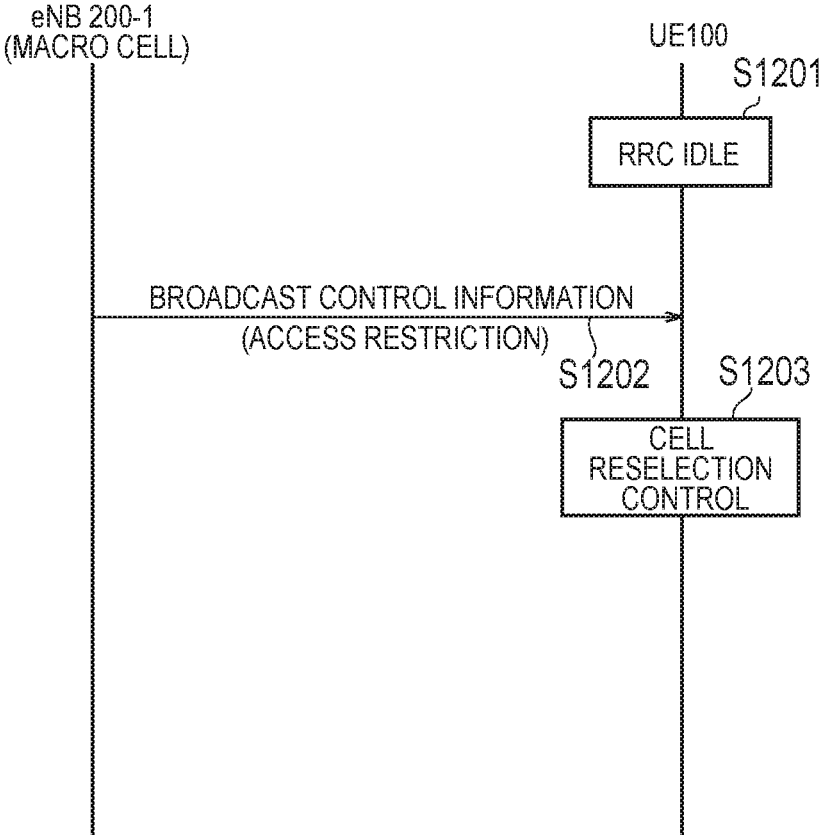 eNB 200-1
(MACRO CELL)
UE100
S1201
RRC IDLE
BROADCAST CONTROL INFORMATION
(ACCESS RESTRICTION)
S1202
S1203
CELL
RESELECTION
CONTROL